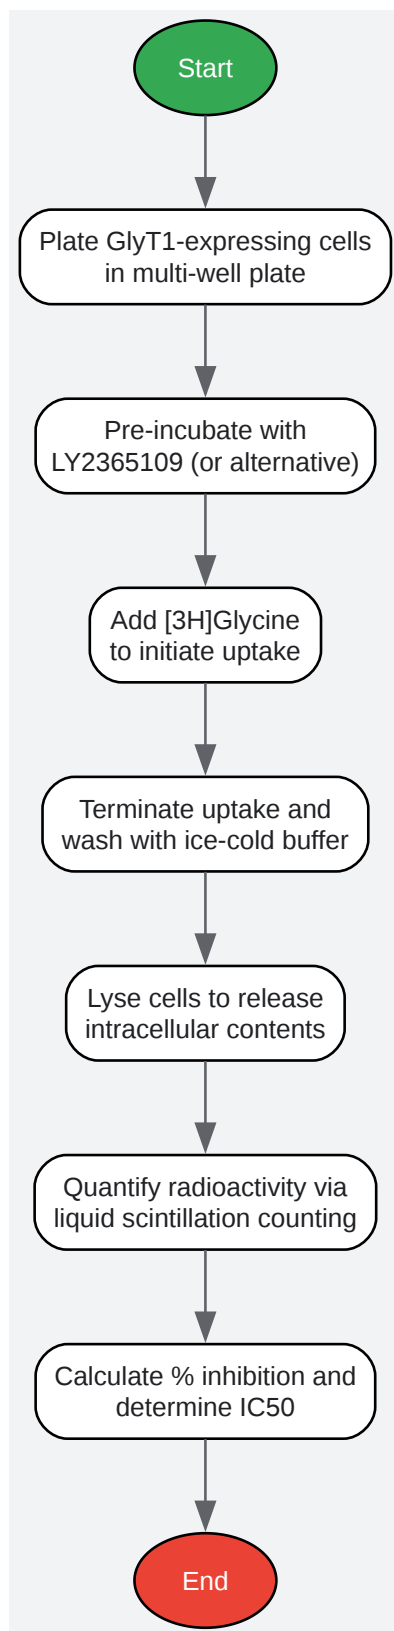 Start
Plate GlyT1-expressing cells
in multi-well plate
Pre-incubate with
LY2365109 (or alternative)
Add [3H]Glycine
to initiate uptake
Terminate uptake and
wash with ice-cold buffer
Lyse cells to release
intracellular contents
Quantify radioactivity via
liquid scintillation counting
Calculate % inhibition and
determine IC50
End